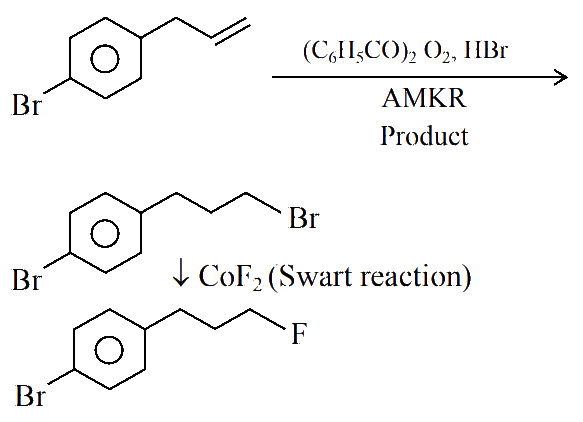 (C₆H₅CO)₂ O₂, HBr
AMKR
Product
Br
Br
Br
↓ CoF₂ (Swart reaction)
F
Br